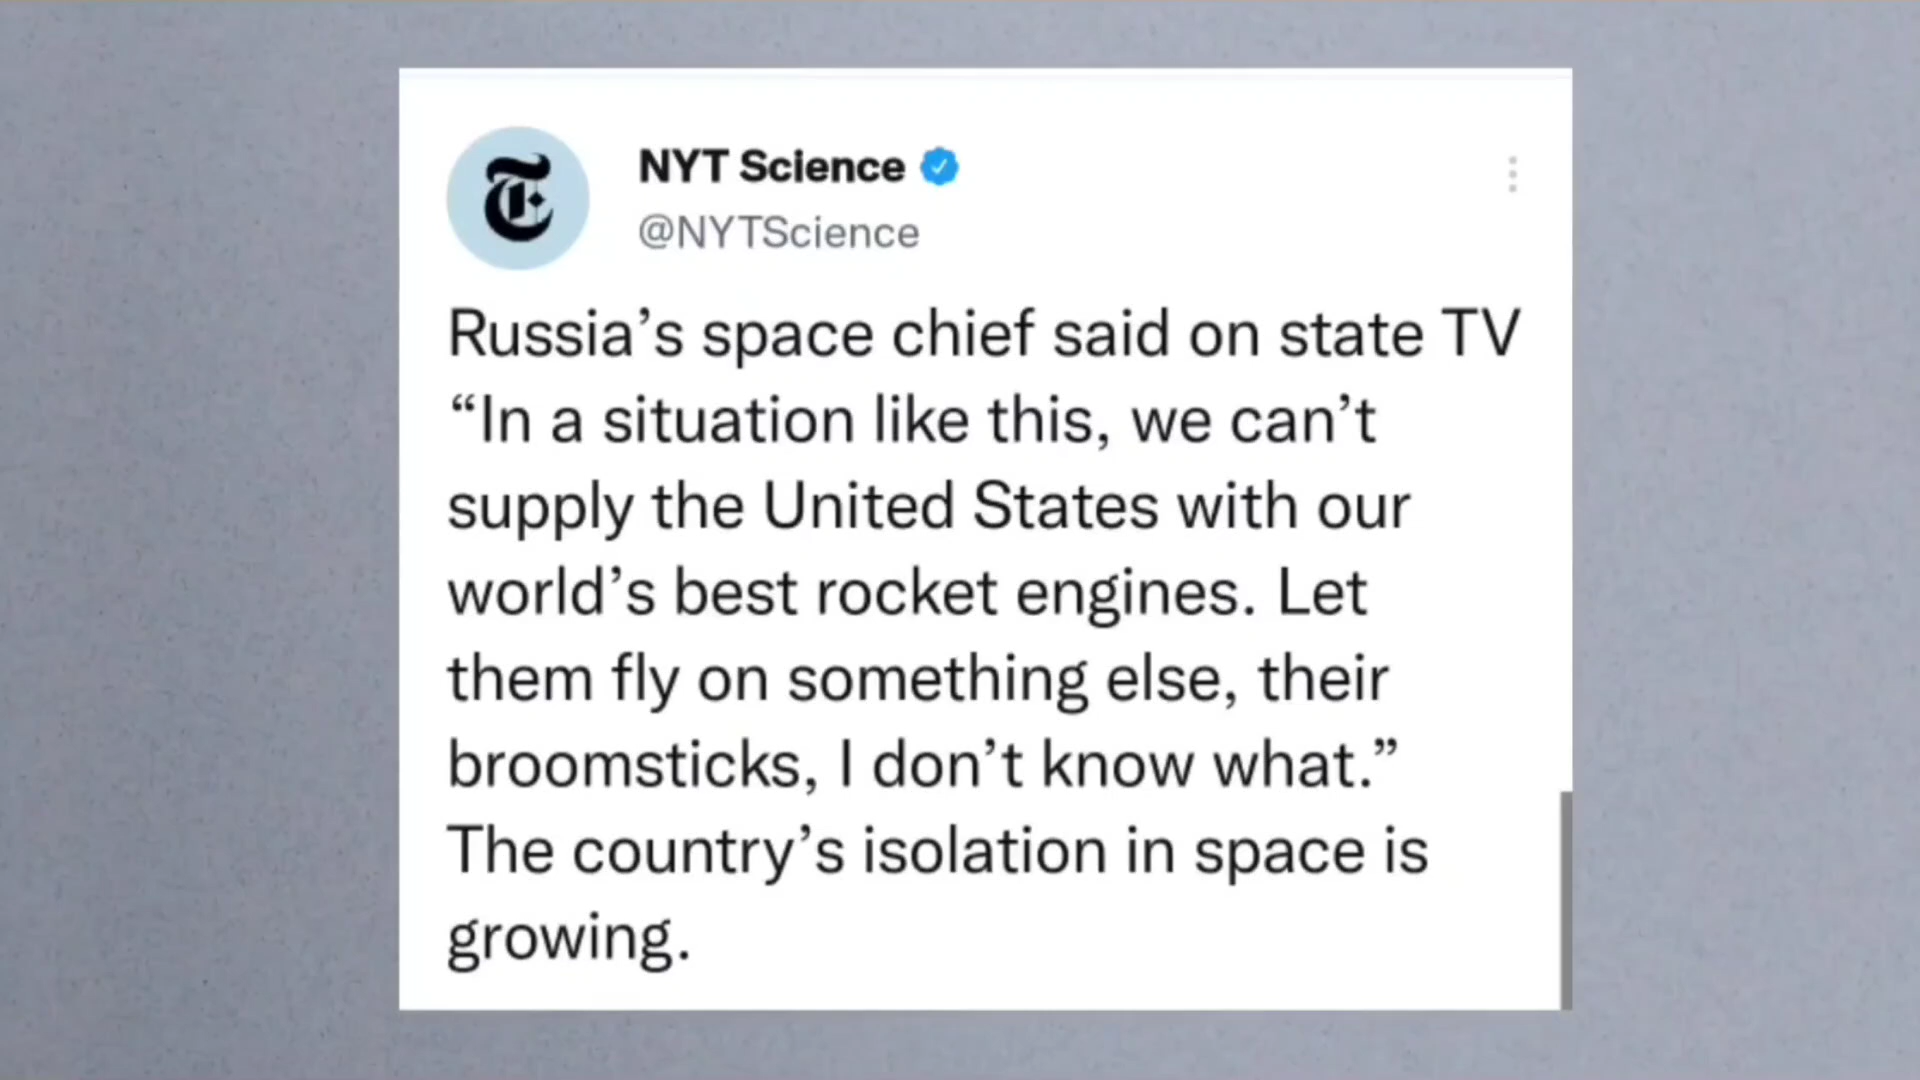 NYT Science
@NYTScience
Russia’s space chief said on state TV
“In a situation like this, we can’t
supply the United States with our
world’s best rocket engines. Let
them fly on something else, their
broomsticks, I don’t know what.”
The country’s isolation in space is
growing.